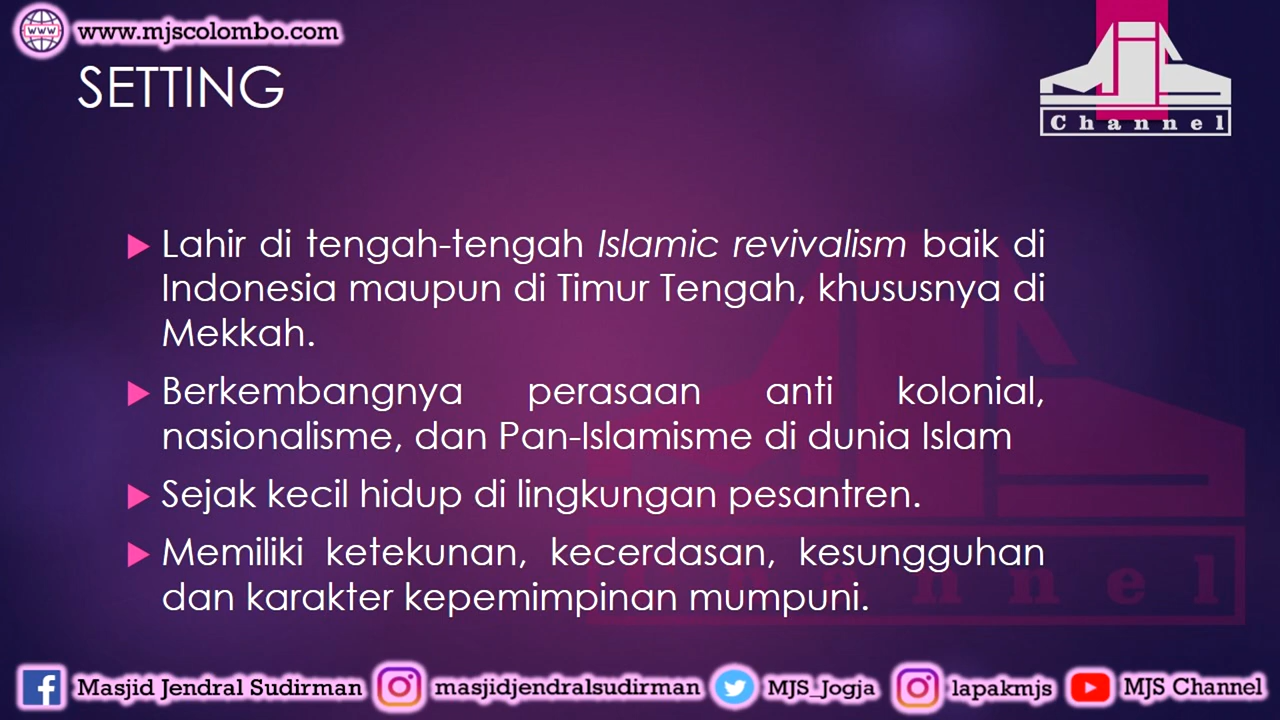 www.mjscolombo.com
SETTING
MJS
Channel
Lahir di tengah-tengah Islamic revivalism baik di
Indonesia maupun di Timur Tengah, khususnya di
Mekkah.
Berkembangnya perasaan anti kolonial,
nasionalisme, dan Pan-Islamisme di dunia Islam
Sejak kecil hidup di lingkungan pesantren.
Memiliki ketekunan, kecerdasan, kesungguhan
dan karakter kepemimpinan mumpuni.
Channel
Masjid Jendral Sudirman masjidjendralsudirman MJS_Jogja lapakmjs MJS Channel